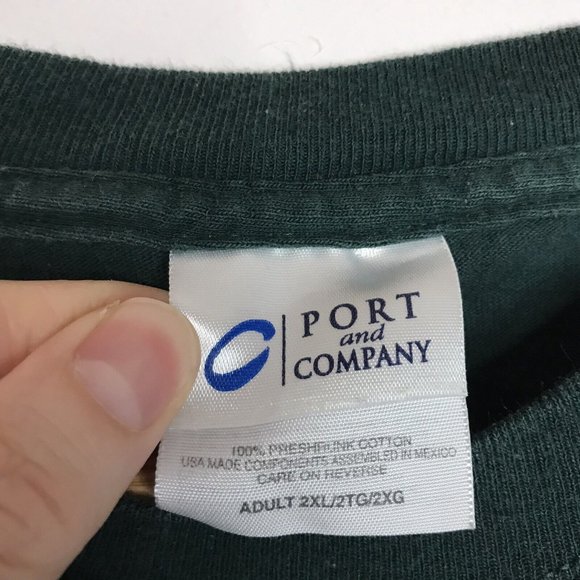 PORT
and
COMPANY
100% PRESHRUNK COTTON
USA MADE COMPONENTS ASSEMBLED IN MEXICO
CARE ON REVERSE
ADULT 2XL/2TG/2XG